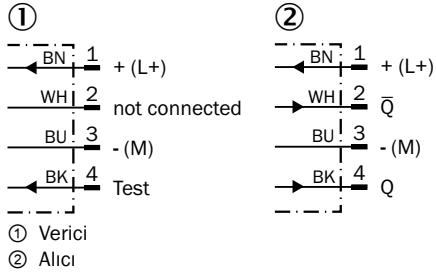 ① ②
BN 1 + (L+) BN 1 + (L+)
WH 2 not connected WH 2 Q̅
BU 3 - (M) BU 3 - (M)
BK 4 Test BK 4 Q
① Verici
② Alıcı